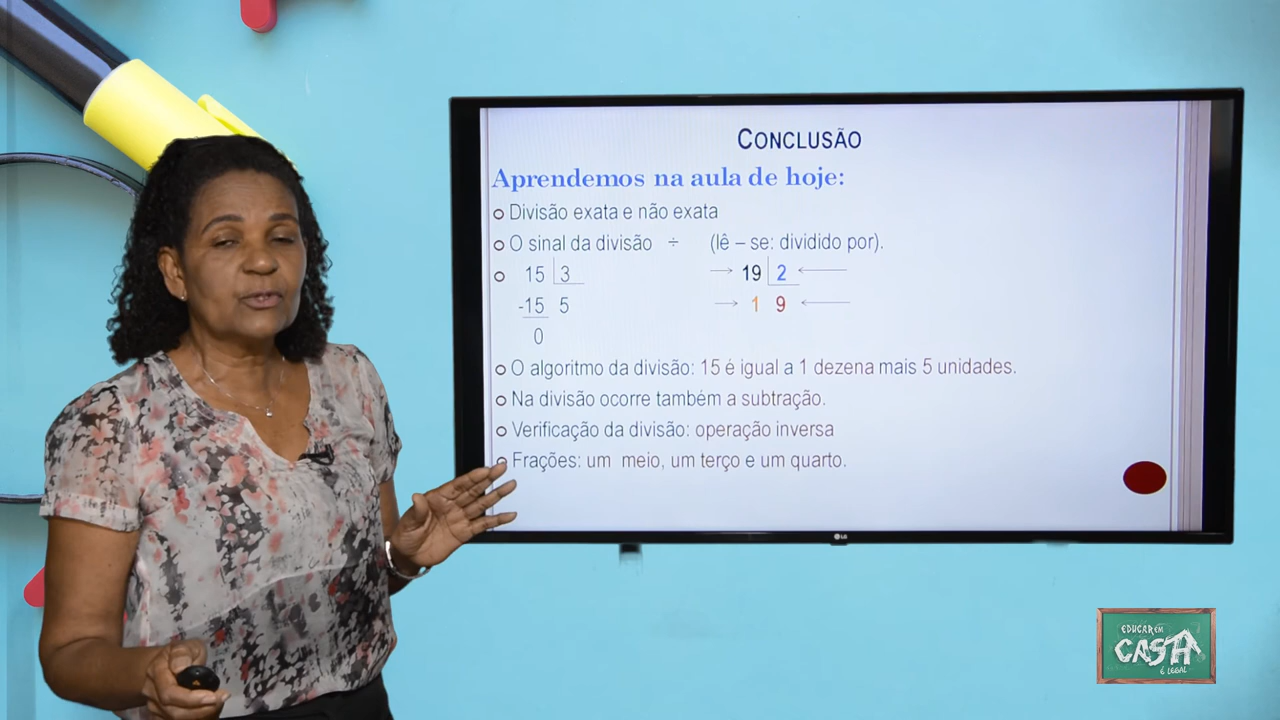 CONCLUSÃO
Aprendemos na aula de hoje:
Divisão exata e não exata
O sinal da divisão ÷ (lê – se: dividido por).
15 3 → 19 2 ←
-15 5 → 1 9 ←
0
O algoritmo da divisão: 15 é igual a 1 dezena mais 5 unidades.
Na divisão ocorre também a subtração.
Verificação da divisão: operação inversa
Frações: um meio, um terço e um quarto.
LG
EDUCAR EM
CASA
É LEGAL